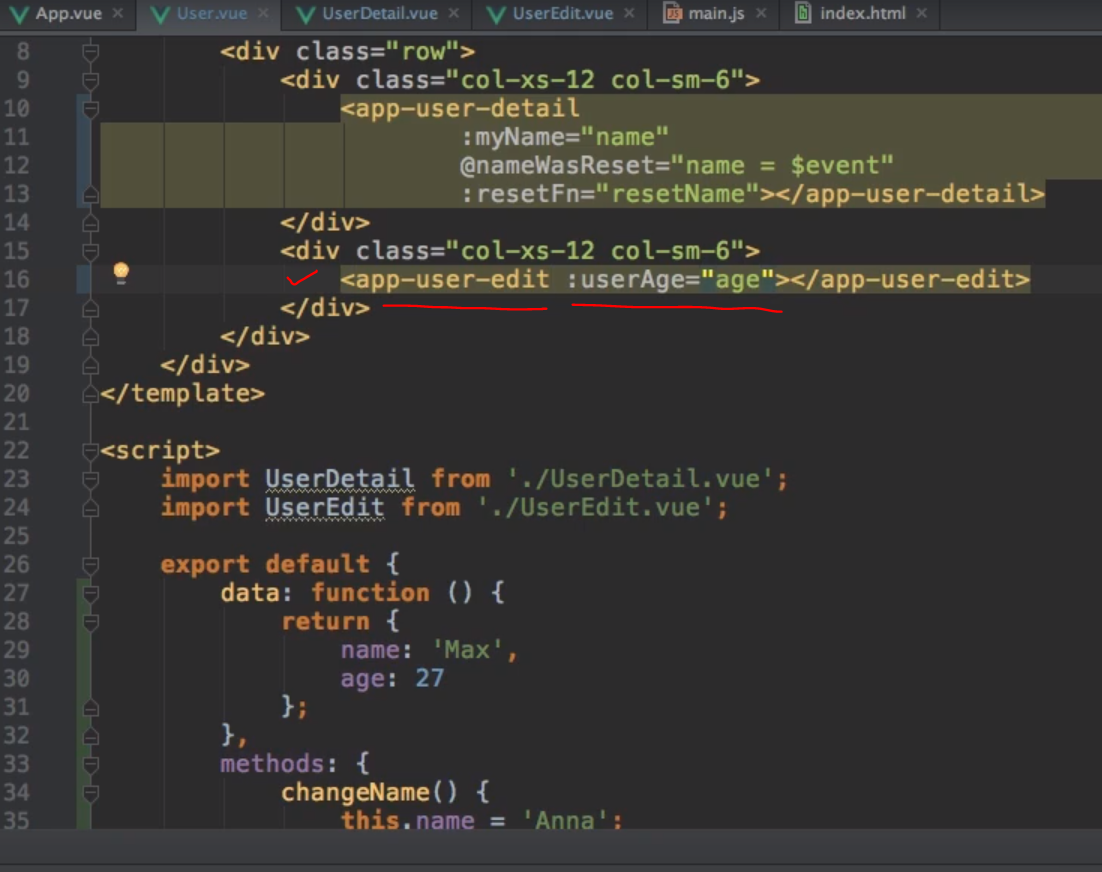 App.vue × User.vue × UserDetail.vue × UserEdit.vue × main.js × index.html ×
8 <div class="row">
9 <div class="col-xs-12 col-sm-6">
10 <app-user-detail
11 :myName="name"
12 @nameWasReset="name = $event"
13 :resetFn="resetName"></app-user-detail>
14 </div>
15 <div class="col-xs-12 col-sm-6">
16 <app-user-edit :userAge="age"></app-user-edit>
17 </div>
18 </div>
19 </div>
20 </template>
21
22 <script>
23 import UserDetail from './UserDetail.vue';
24 import UserEdit from './UserEdit.vue';
25
26 export default {
27 data: function () {
28 return {
29 name: 'Max',
30 age: 27
31 };
32 },
33 methods: {
34 changeName() {
35 this.name = 'Anna';